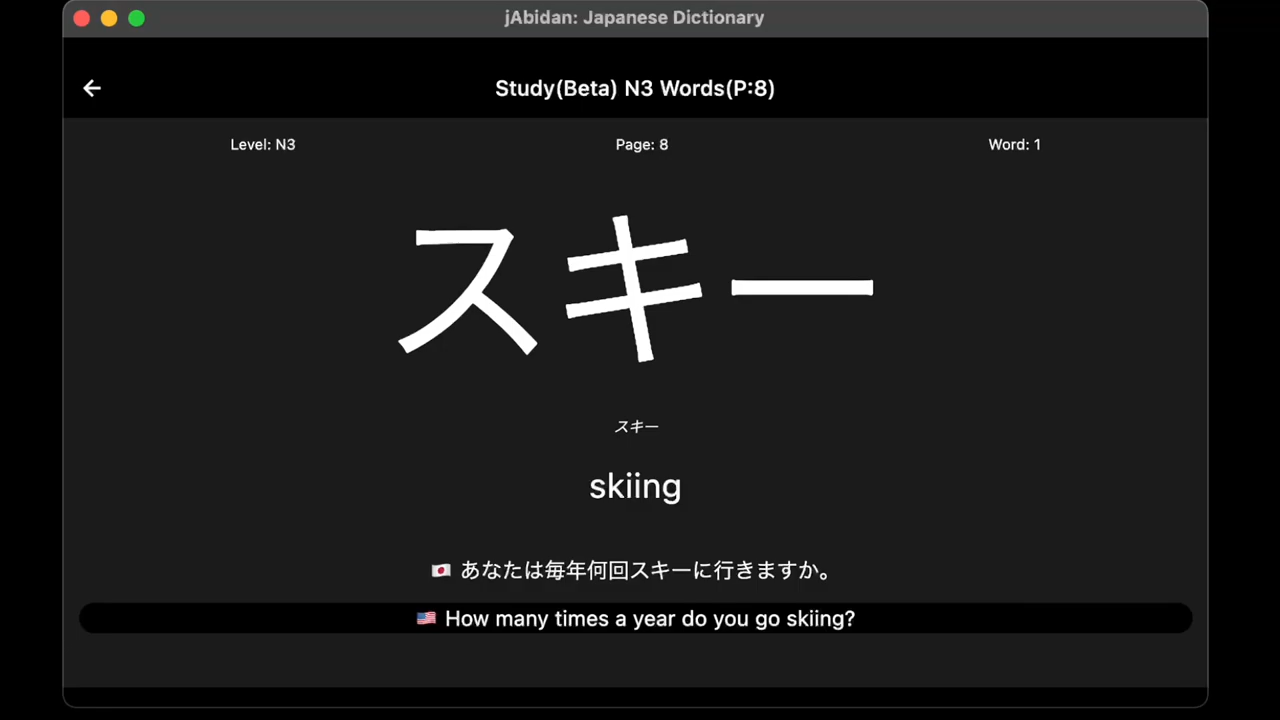 jAbidan: Japanese Dictionary
Study(Beta) N3 Words(P:8)
Level: N3
Page: 8
Word: 1
スキー
スキー
skiing
🇯🇵 あなたは毎年何回スキーに行きますか。
🇺🇸 How many times a year do you go skiing?